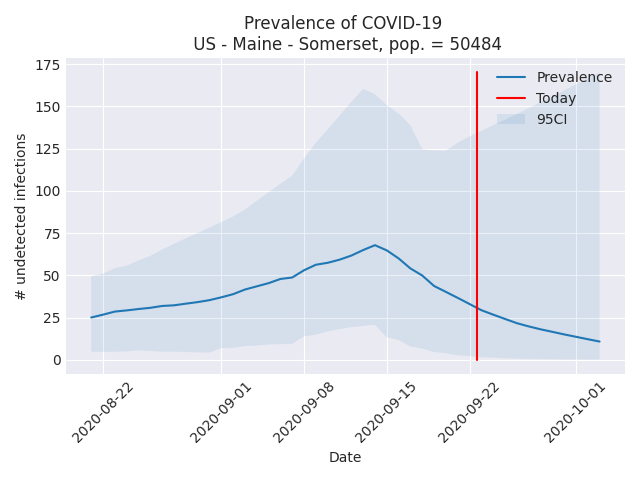 Prevalence of COVID-19
US - Maine - Somerset, pop. = 50484
175
150
125
100
75
50
25
0
# undetected infections
Prevalence
Today
95CI
2020-08-22
2020-09-01
2020-09-08
2020-09-15
2020-09-22
2020-10-01
Date